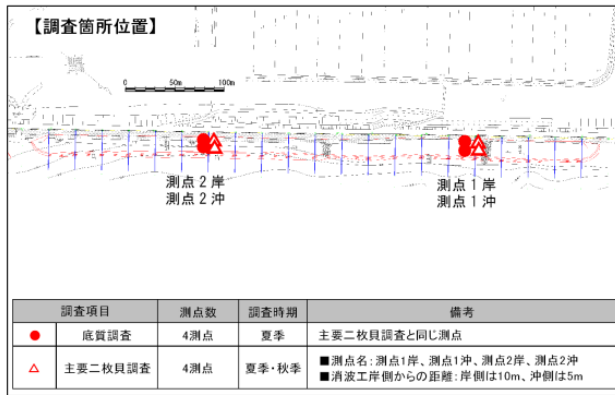 【調査箇所位置】
0 50m 100m
測点2岸
測点2沖
測点1岸
測点1沖
調査項目 測点数 調査時期 備考
底質調査 4測点 夏季 主要二枚貝調査と同じ測点
主要二枚貝調査 4測点 夏季・秋季 ■測点名:測点1岸、測点1沖、測点2岸、測点2沖
■消波工岸側からの距離:岸側は10m、沖側は5m